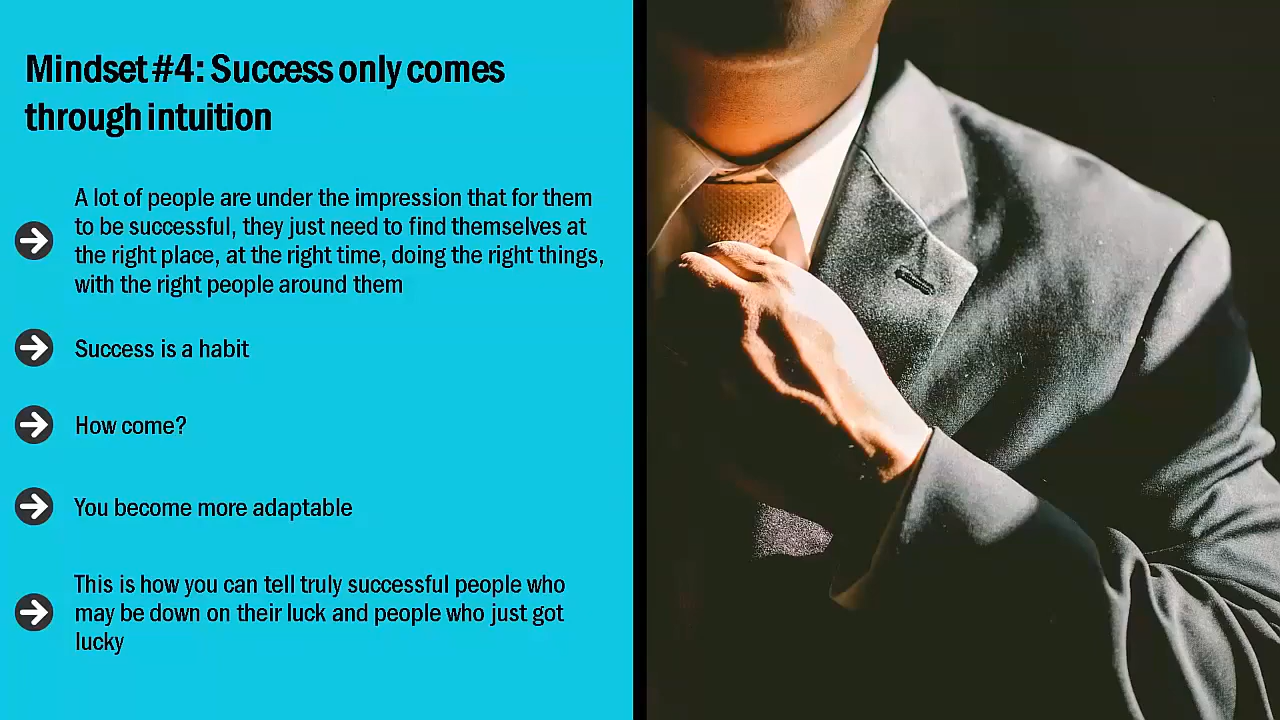 Mindset #4: Success only comes
through intuition
A lot of people are under the impression that for them
to be successful, they just need to find themselves at
the right place, at the right time, doing the right things,
with the right people around them
Success is a habit
How come?
You become more adaptable
This is how you can tell truly successful people who
may be down on their luck and people who just got
lucky